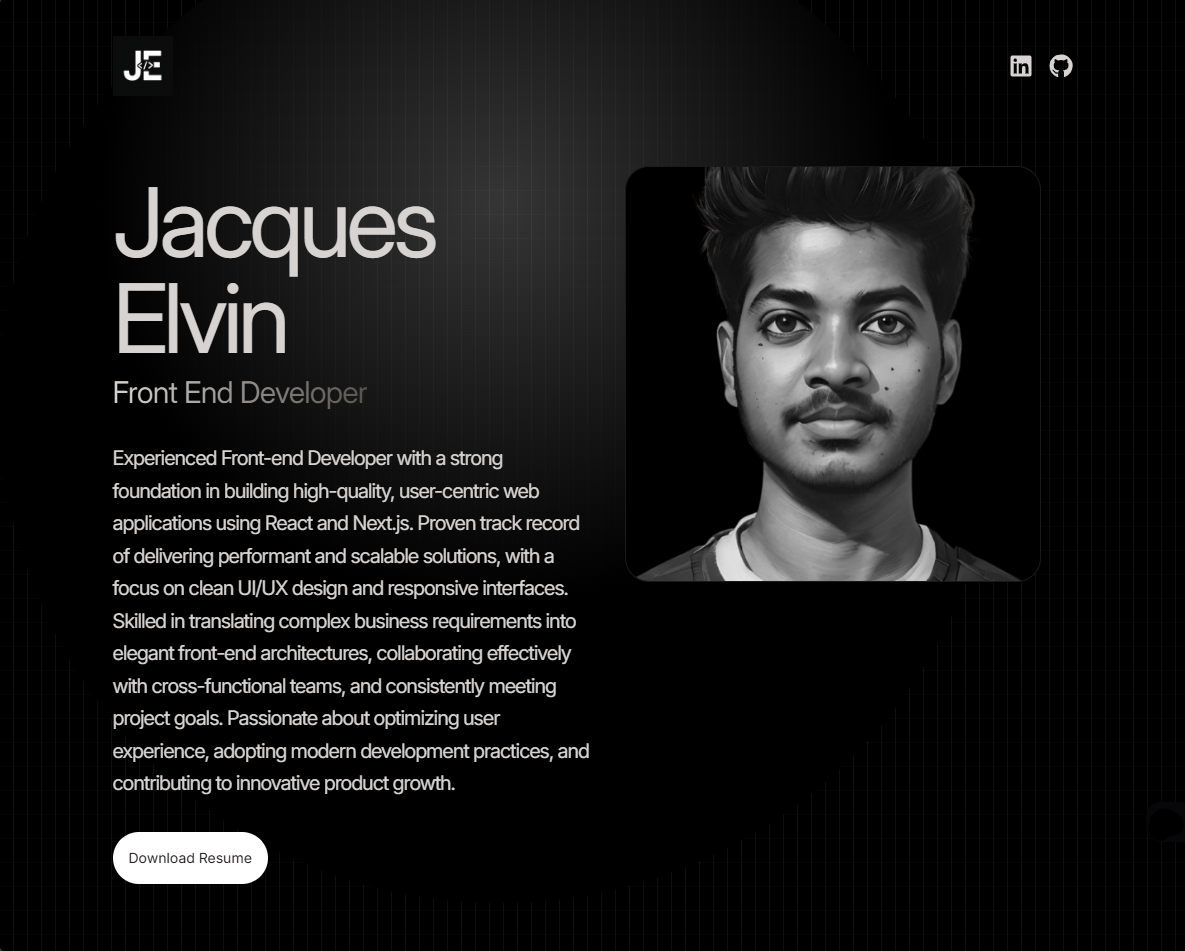 JE
</>
in
Jacques
Elvin
Front End Developer
Experienced Front-end Developer with a strong
foundation in building high-quality, user-centric web
applications using React and Next.js. Proven track record
of delivering performant and scalable solutions, with a
focus on clean UI/UX design and responsive interfaces.
Skilled in translating complex business requirements into
elegant front-end architectures, collaborating effectively
with cross-functional teams, and consistently meeting
project goals. Passionate about optimizing user
experience, adopting modern development practices, and
contributing to innovative product growth.
Download Resume